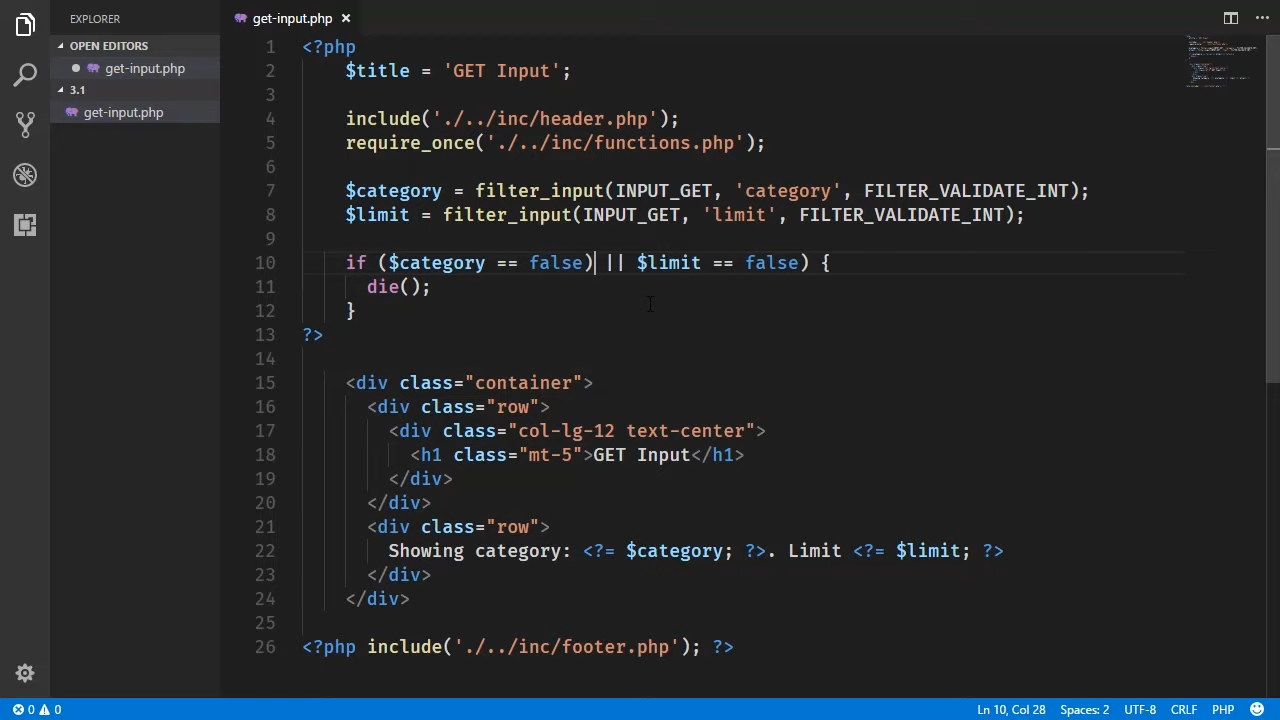 EXPLORER
OPEN EDITORS
get-input.php
3.1
get-input.php
get-input.php ×
1 <?php
2 $title = 'GET Input';
3
4 include('./../inc/header.php');
5 require_once('./../inc/functions.php');
6
7 $category = filter_input(INPUT_GET, 'category', FILTER_VALIDATE_INT);
8 $limit = filter_input(INPUT_GET, 'limit', FILTER_VALIDATE_INT);
9
10 if ($category == false) || $limit == false) {
11 die();
12 }
13 ?>
14
15 <div class="container">
16 <div class="row">
17 <div class="col-lg-12 text-center">
18 <h1 class="mt-5">GET Input</h1>
19 </div>
20 </div>
21 <div class="row">
22 Showing category: <?= $category; ?>. Limit <?= $limit; ?>
23 </div>
24 </div>
25
26 <?php include('./../inc/footer.php'); ?>
0 0 Ln 10, Col 28 Spaces: 2 UTF-8 CRLF PHP